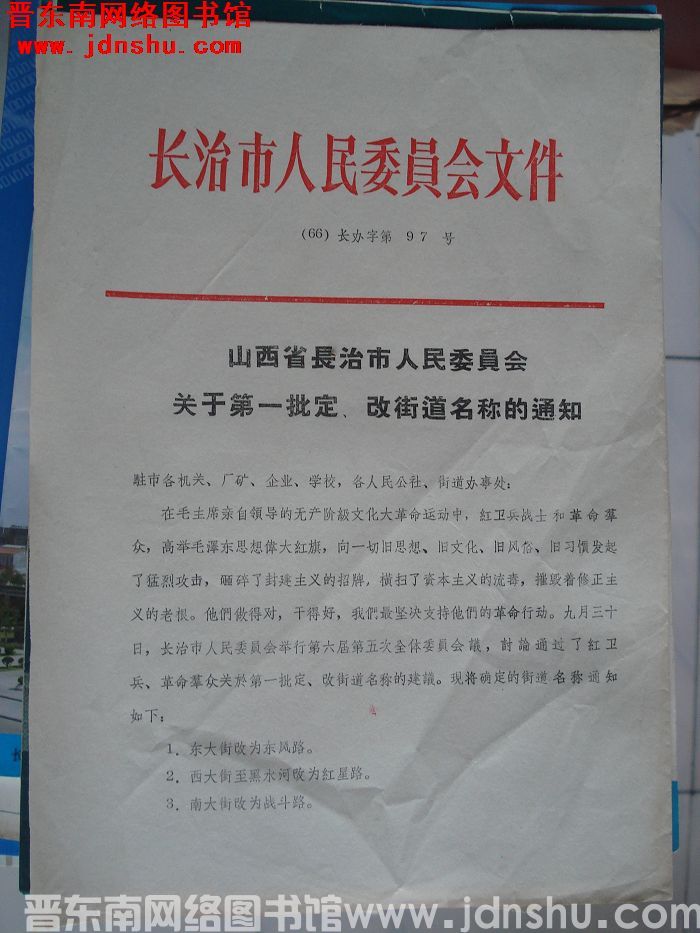 晋东南网络图书馆
www.jdnshu.com
长治市人民委員会文件
(66)长办字第 97 号
山西省長治市人民委員会
关于第一批定、改街道名称的通知
駐市各机关、厂矿、企业、学校，各人民公社、街道办事处：
在毛主席亲自領导的无产阶級文化大革命运动中，紅卫兵战士和革命羣
众，高举毛澤东思想偉大紅旗，向一切旧思想、旧文化、旧风俗、旧习慣发起
了猛烈攻击，砸碎了封建主义的招牌，横扫了资本主义的流毒，摧毁着修正主
义的老根。他們做得对，干得好，我們最坚决支持他們的革命行动。九月三十
日，长治市人民委員会举行第六届第五次全体委員会議，討論通过了紅卫
兵、革命羣众关於第一批定、改街道名称的建議。现将确定的街道名称通知
如下：
1．东大街改为东风路。
2．西大街至黑水河改为紅星路。
3．南大街改为战斗路。
晋东南网络图书馆 www.jdnshu.com